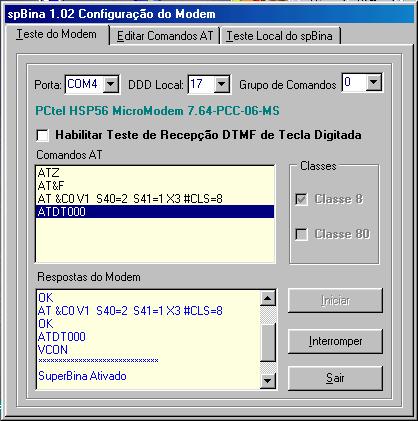 spBina 1.02 Configuração do Modem
Teste do Modem Editar Comandos AT Teste Local do spBina
Porta: COM4 DDD Local: 17 Grupo de Comandos 0
PCtel HSP56 MicroModem 7.64-PCC-06-MS
Habilitar Teste de Recepção DTMF de Tecla Digitada
Comandos AT
ATZ
AT&F
AT &C0 V1 S40=2 S41=1 X3 #CLS=8
ATDT000
Classes
Classe 8
Classe 80
Respostas do Modem
OK
AT &C0 V1 S40=2 S41=1 X3 #CLS=8
OK
ATDT000
VCON
****************************
SuperBina Ativado
Iniciar
Interromper
Sair